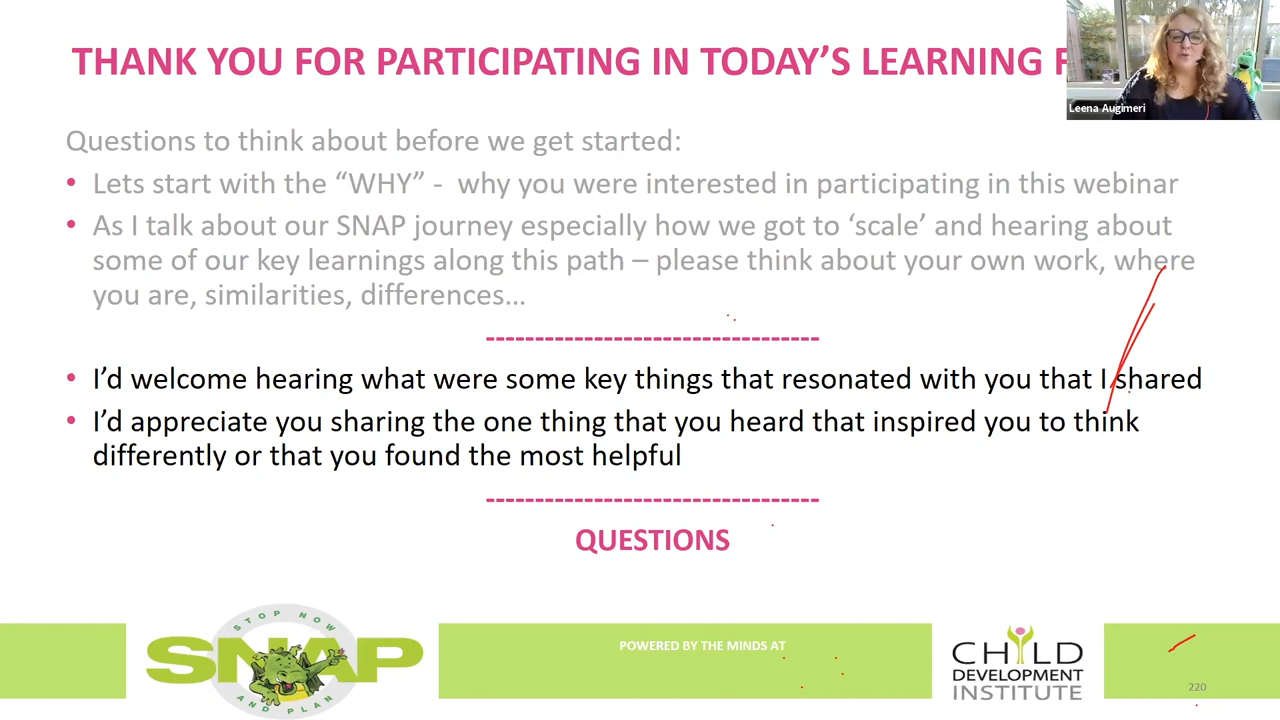 THANK YOU FOR PARTICIPATING IN TODAY’S LEARNING
Leena Augimeri
Questions to think about before we get started:
• Lets start with the “WHY” - why you were interested in participating in this webinar
• As I talk about our SNAP journey especially how we got to ‘scale’ and hearing about
some of our key learnings along this path – please think about your own work, where
you are, similarities, differences…
---------------------------------
• I’d welcome hearing what were some key things that resonated with you that I shared
• I’d appreciate you sharing the one thing that you heard that inspired you to think
differently or that you found the most helpful
---------------------------------
QUESTIONS
STOP NOW
SNAP
AND PLAN
POWERED BY THE MINDS AT
CHILD
DEVELOPMENT
INSTITUTE
220